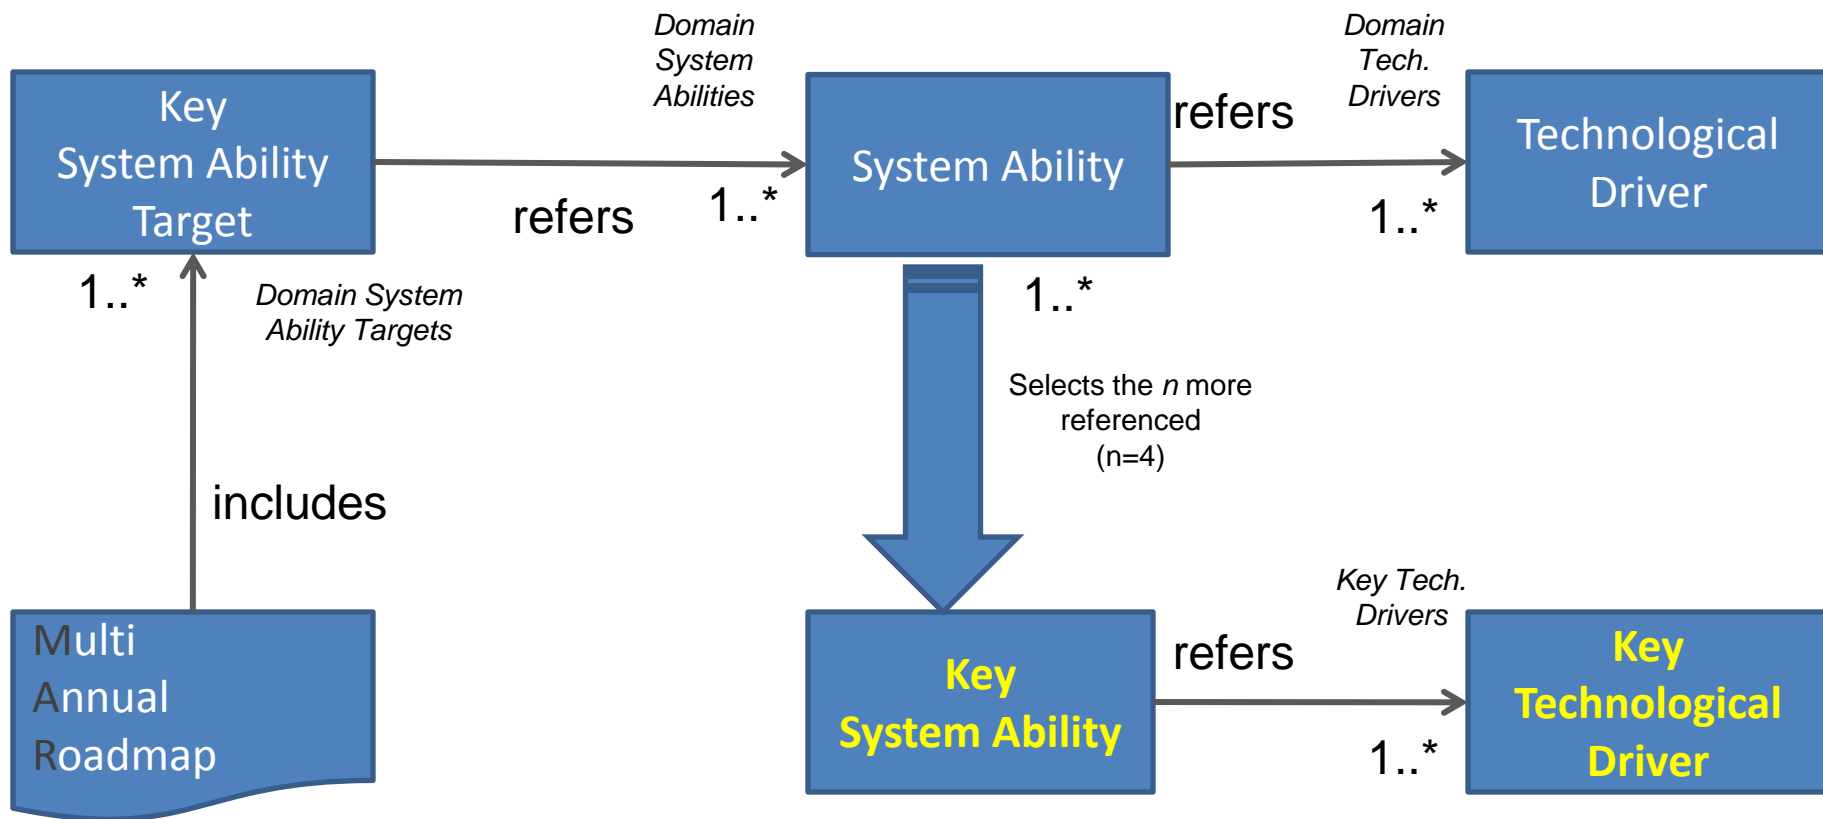 Domain
System
Abilities
Domain
Tech.
Drivers
Key
System Ability
Target
refers
1..*
System Ability
refers
1..*
Technological
Driver
1..*
Domain System
Ability Targets
1..*
Selects the n more
referenced
(n=4)
includes
Multi
Annual
Roadmap
Key
System Ability
refers
Key Tech.
Drivers
1..*
Key
Technological
Driver